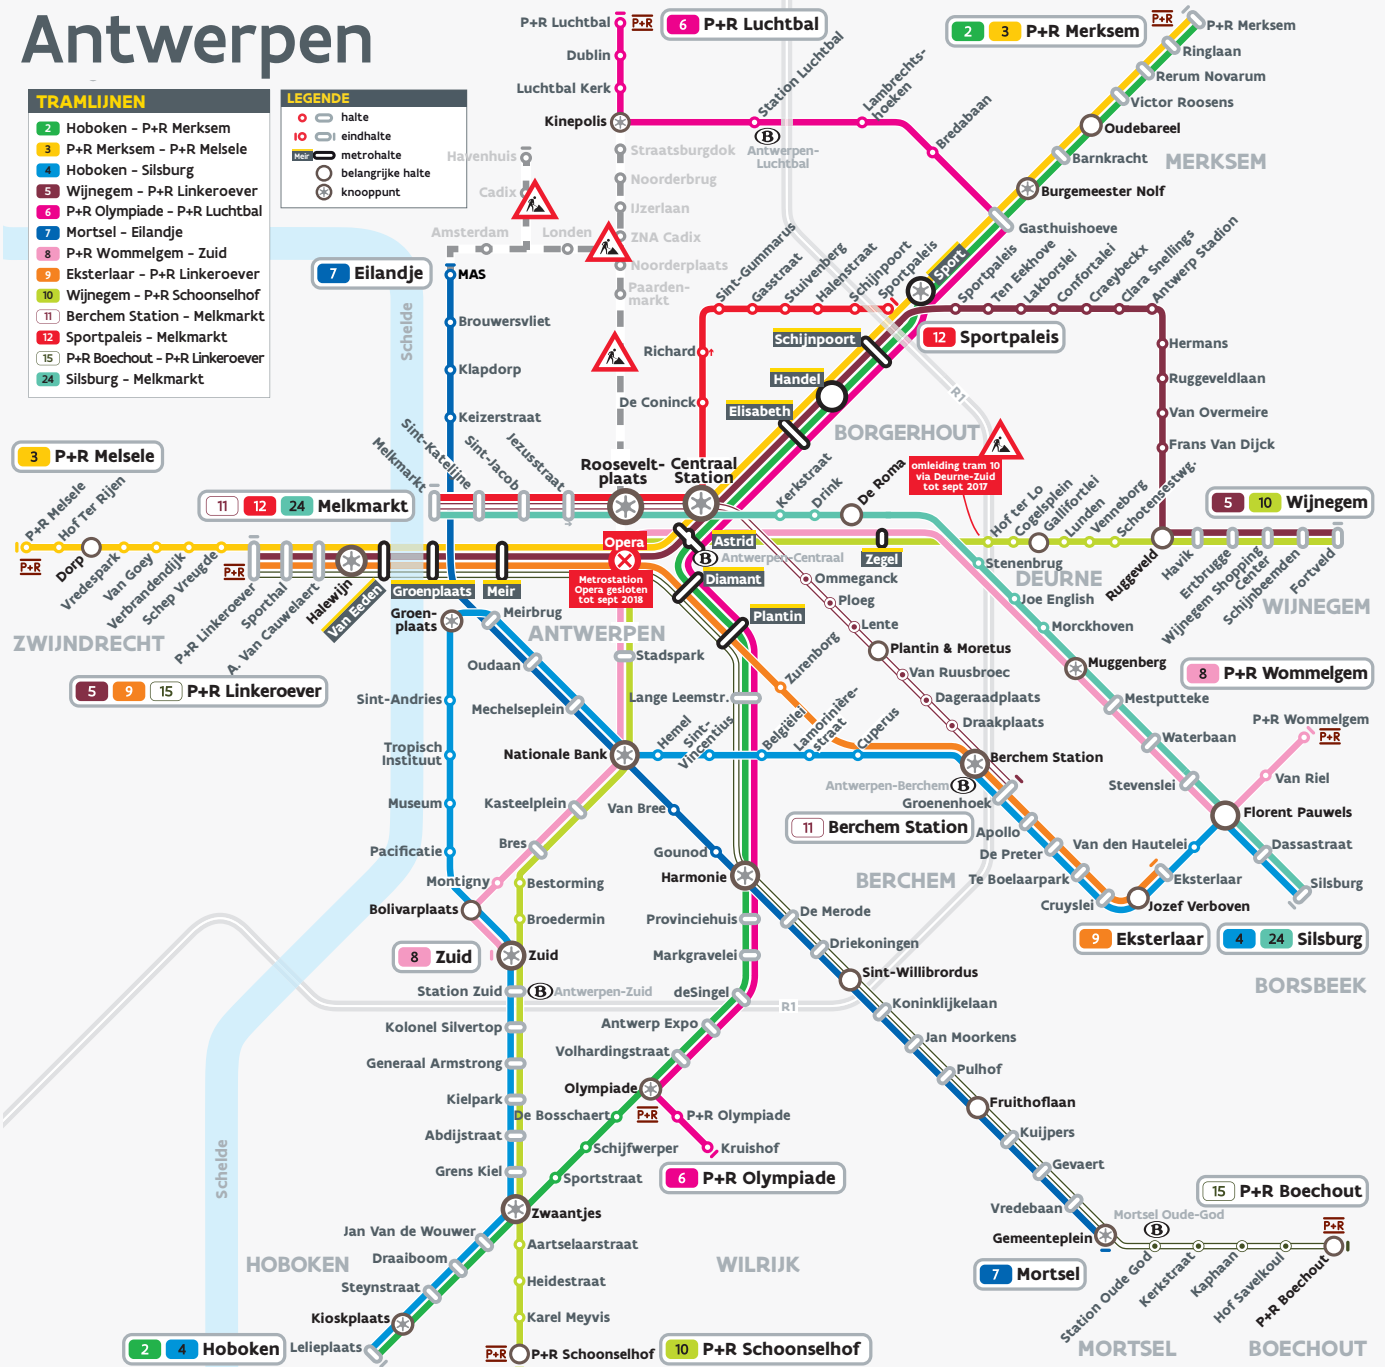 Antwerpen
TRAMLIJNEN
2 Hoboken - P+R Merksem
3 P+R Merksem - P+R Melsele
4 Hoboken - Silsburg
5 Wijnegem - P+R Linkeroever
6 P+R Olympiade - P+R Luchtbal
7 Mortsel - Eilandje
8 P+R Wommelgem - Zuid
9 Eksterlaar - P+R Linkeroever
10 Wijnegem - P+R Schoonselhof
11 Berchem Station - Melkmarkt
12 Sportpaleis - Melkmarkt
15 P+R Boechout - P+R Linkeroever
24 Silsburg - Melkmarkt
LEGENDE
halte
eindhalte
Meir metrohalte
belangrijke halte
knooppunt
P+R Luchtbal
P+R
6 P+R Luchtbal
Dublin
Luchtbal Kerk
Kinepolis
Station Luchtbal
B
Antwerpen-
Luchtbal
Lambrechts-
hoeken
Bredabaan
2 3 P+R Merksem
P+R
P+R Merksem
Ringlaan
Rerum Novarum
Victor Roosens
Oudebareel
Barnkracht
MERKSEM
Burgemeester Nolf
Gasthuishoeve
Havenhuis
Cadix
Amsterdam
Londen
Straatsburgdok
Noorderbrug
IJzerlaan
ZNA Cadix
Noorderplaats
Paarden-
markt
7 Eilandje
MAS
Brouwersvliet
Klapdorp
Keizerstraat
Schelde
Sint-Gummarus
Gasstraat
Stuivenberg
Halenstraat
Schijnpoort
Sportpaleis
Sport
Sportpaleis
Ten Eekhove
Lakborslei
Confortalei
Craeybeckx
Clara Snellings
Antwerp Stadion
12 Sportpaleis
Richard
De Coninck
Schijnpoort
Handel
Elisabeth
R1
BORGERHOUT
Hermans
Ruggeveldlaan
Van Overmeire
Frans Van Dijck
omleiding tram 10
via Deurne-Zuid
tot sept 2017
3 P+R Melsele
P+R Melsele
P+R
Hof Ter Rijen
Dorp
Vredespark
Van Goey
Verbrandendijk
Schep Vreugde
P+R
P+R Linkeroever
Sporthal
A. Van Cauwelaert
Halewijn
Van Eeden
Groenplaats
Meir
11 12 24 Melkmarkt
Melkmarkt
Sint-Katelijne
Sint-Jacob
Jezusstraat
Roosevelt-
plaats
Centraal
Station
Kerkstraat
Drink
De Roma
Opera
Metrostation
Opera gesloten
tot sept 2018
Astrid
B
Antwerpen-Centraal
Zegel
Diamant
Plantin
Hof ter Lo
Cogelsplein
Gallifortlei
Lunden
Venneborg
Schotensestwg.
Ruggeveld
Havik
Ertbrugge
Wijnegem Shopping
Center
Schijnbeemden
Fortveld
5 10 Wijnegem
WIJNEGEM
Stenenbrug
DEURNE
Joe English
Morckhoven
Muggenberg
Mestputteke
Waterbaan
Stevenslei
8 P+R Wommelgem
P+R Wommelgem
P+R
Van Riel
Florent Pauwels
Dassastraat
Silsburg
ZWIJNDRECHT
5 9 15 P+R Linkeroever
Groen-
plaats
Meirbrug
ANTWERPEN
Oudaan
Mechelseplein
Stadspark
Lange Leemstr.
Ommeganck
Ploeg
Lente
Plantin & Moretus
Van Ruusbroec
Dageraadplaats
Draakplaats
Zurenborg
Sint-Andries
Tropisch
Instituut
Museum
Pacificatie
Nationale Bank
Hemel
Sint-
Vincentius
Belgiëlei
Lamorinière-
straat
Cuperus
Berchem Station
Antwerpen-Berchem
B
Groenenhoek
Apollo
De Preter
Te Boelaarpark
Cruyslei
Van den Hautelei
Eksterlaar
Jozef Verboven
9 Eksterlaar
4 24 Silsburg
BORSBEEK
11 Berchem Station
BERCHEM
Kasteelplein
Bres
Montigny
Bolivarplaats
8 Zuid
Zuid
Bestorming
Broedermin
Station Zuid
B
Antwerpen-Zuid
Kolonel Silvertop
Generaal Armstrong
Kielpark
Abdijstraat
Grens Kiel
Van Bree
Gounod
Harmonie
Provinciehuis
Markgravelei
deSingel
R1
Antwerp Expo
Volhardingstraat
Olympiade
P+R
P+R Olympiade
Kruishof
6 P+R Olympiade
De Bosschaert
Schijfwerper
Sportstraat
Zwaantjes
De Merode
Driekoningen
Sint-Willibrordus
Koninklijkelaan
Jan Moorkens
Pulhof
Fruithoflaan
Kuijpers
Gevaert
Vredebaan
Gemeenteplein
7 Mortsel
Mortsel Oude-God
B
Station Oude God
Kerkstraat
Kaphaan
Hof Savelkoul
P+R Boechout
P+R
15 P+R Boechout
MORTSEL
BOECHOUT
Schelde
HOBOKEN
Jan Van de Wouwer
Draaiboom
Steynstraat
Kioskplaats
Lelieplaats
2 4 Hoboken
Aartselaarstraat
Heidestraat
Karel Meyvis
P+R
P+R Schoonselhof
10 P+R Schoonselhof
WILRIJK